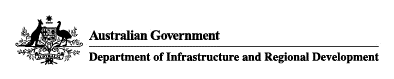 Australian Government
Department of Infrastructure and Regional Development